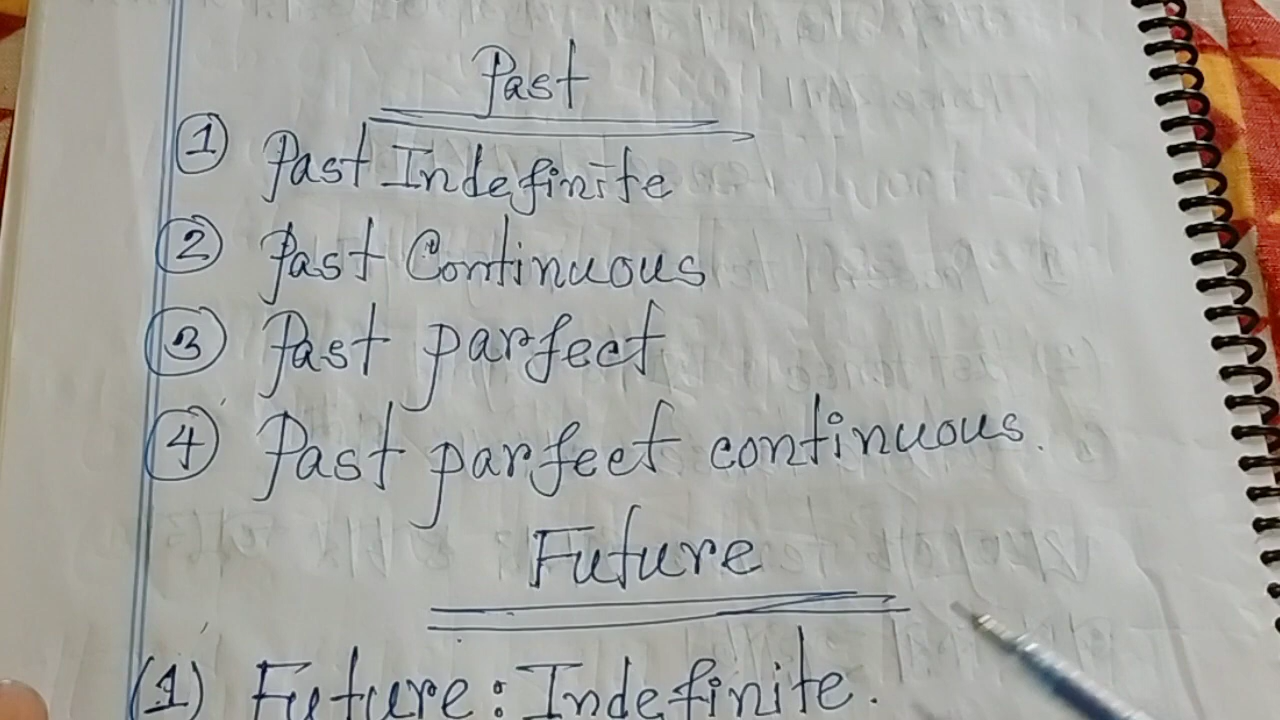 Past
① Past Indefinite
② Past Continuous
③ Past parfect
④ Past parfect continuous.
Future
(1) Future: Indefinite.